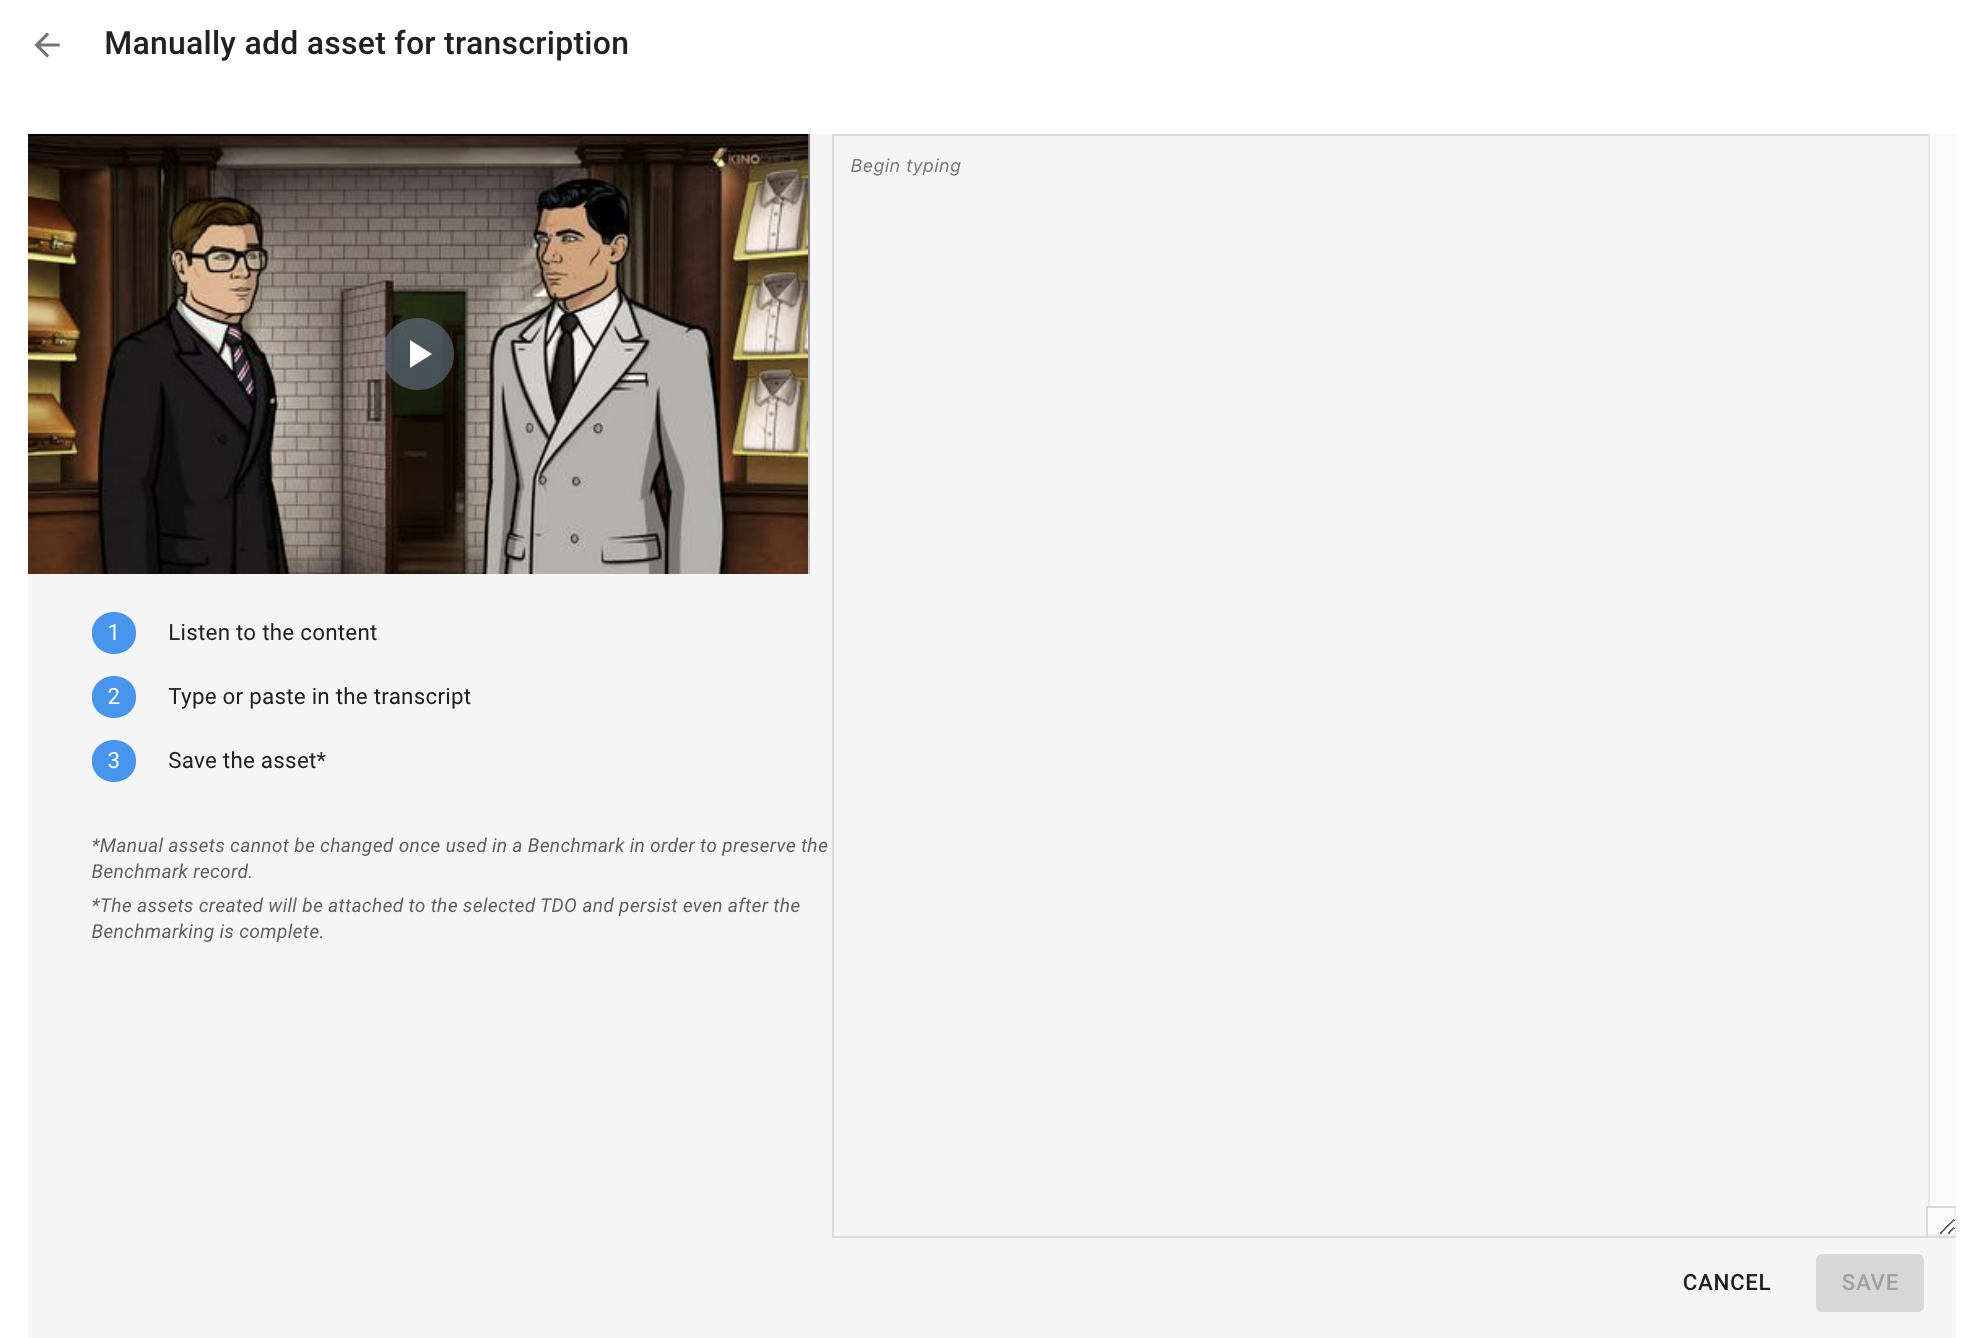 Manually add asset for transcription
KINO
Begin typing
1 Listen to the content
2 Type or paste in the transcript
3 Save the asset*
*Manual assets cannot be changed once used in a Benchmark in order to preserve the
Benchmark record.
*The assets created will be attached to the selected TDO and persist even after the
Benchmarking is complete.
CANCEL SAVE